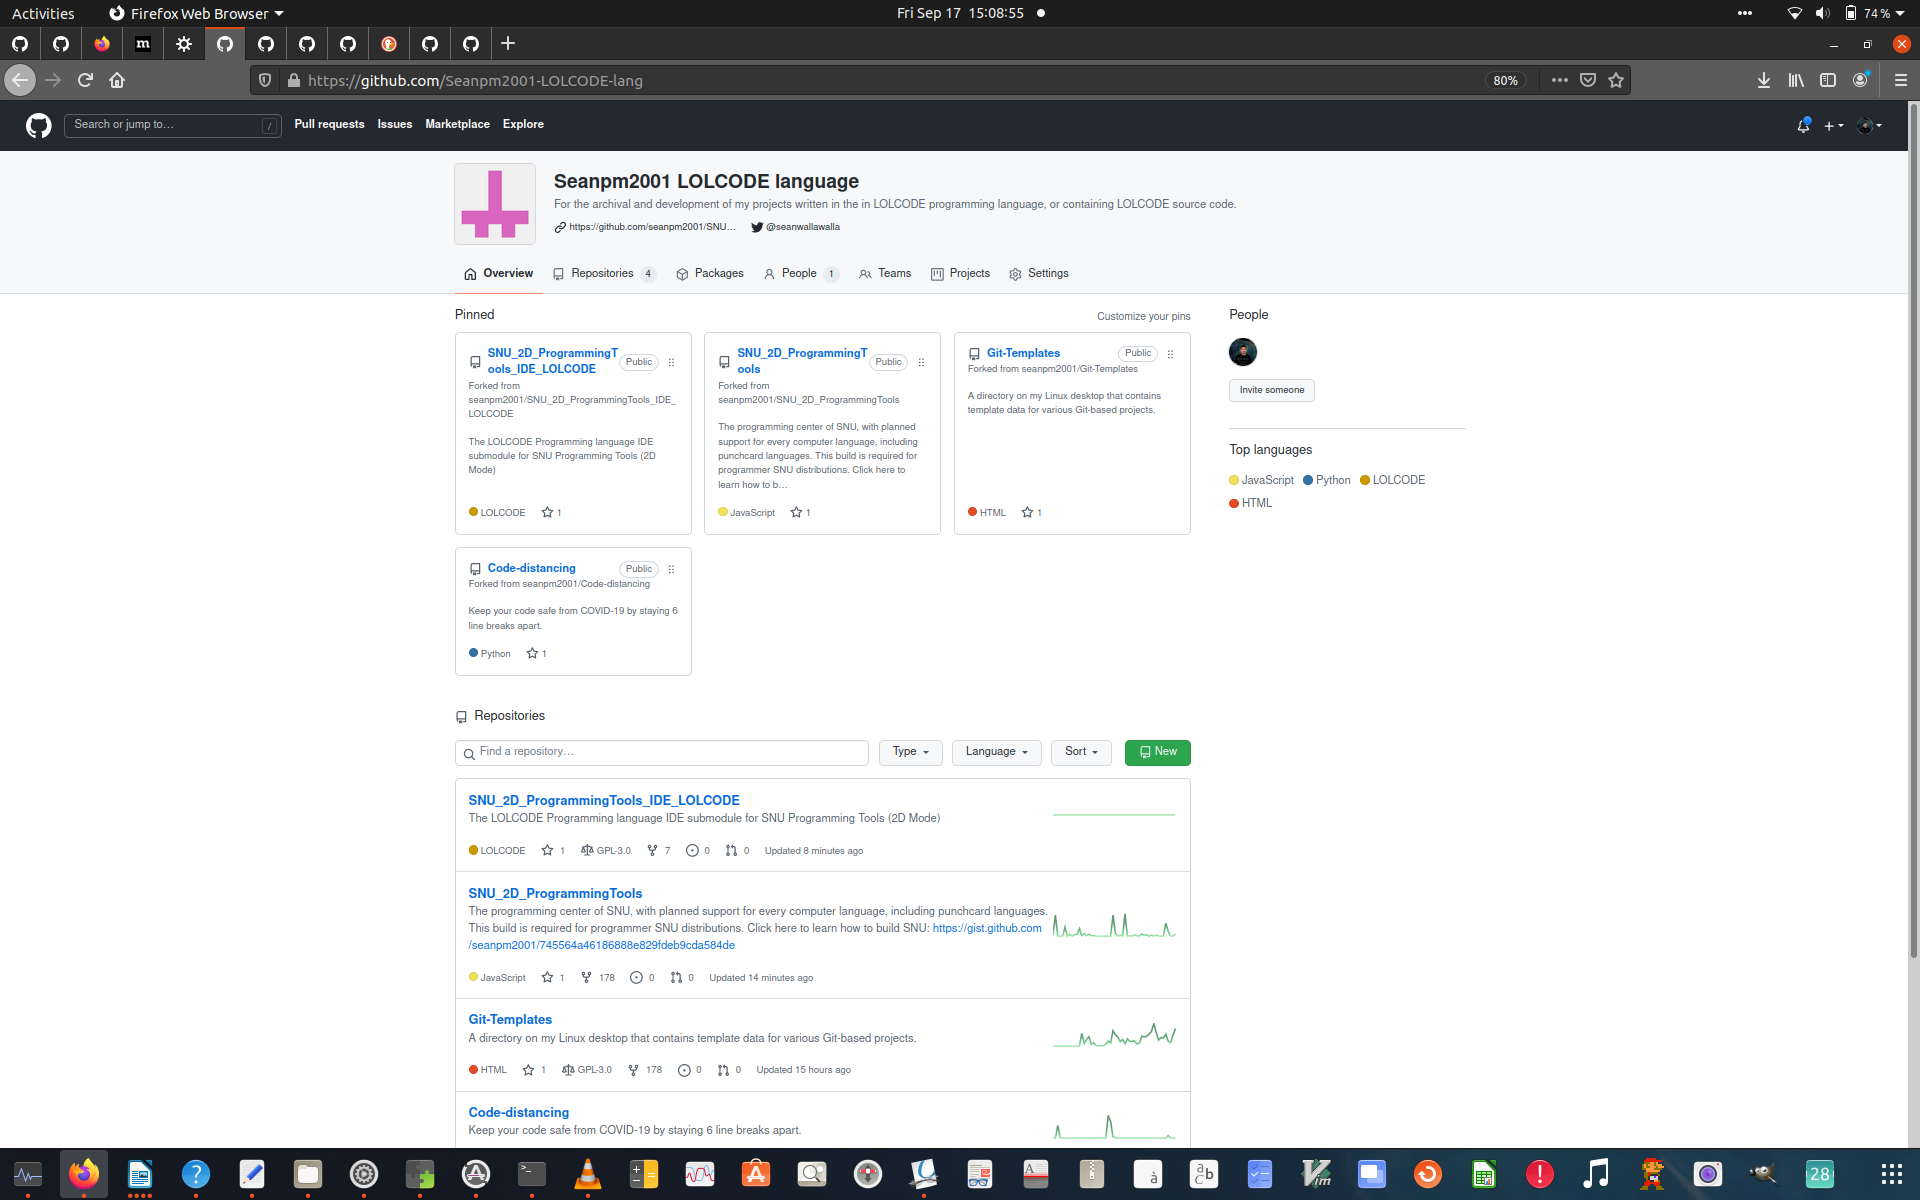 Activities
Firefox Web Browser
Fri Sep 17 15:08:55
74 %
m
https://github.com/Seanpm2001-LOLCODE-lang
80%
Search or jump to…
/
Pull requests
Issues
Marketplace
Explore
Seanpm2001 LOLCODE language
For the archival and development of my projects written in the in LOLCODE programming language, or containing LOLCODE source code.
https://github.com/seanpm2001/SNU…
@seanwallawalla
Overview
Repositories 4
Packages
People 1
Teams
Projects
Settings
Pinned
Customize your pins
SNU_2D_ProgrammingT
ools_IDE_LOLCODE
Public
Forked from
seanpm2001/SNU_2D_ProgrammingTools_IDE_
LOLCODE
The LOLCODE Programming language IDE
submodule for SNU Programming Tools (2D
Mode)
LOLCODE 1
SNU_2D_ProgrammingT
ools
Public
Forked from
seanpm2001/SNU_2D_ProgrammingTools
The programming center of SNU, with planned
support for every computer language, including
punchcard languages. This build is required for
programmer SNU distributions. Click here to
learn how to b…
JavaScript 1
Git-Templates
Public
Forked from seanpm2001/Git-Templates
A directory on my Linux desktop that contains
template data for various Git-based projects.
HTML 1
Code-distancing
Public
Forked from seanpm2001/Code-distancing
Keep your code safe from COVID-19 by staying 6
line breaks apart.
Python 1
People
Invite someone
Top languages
JavaScript Python LOLCODE
HTML
Repositories
Find a repository…
Type
Language
Sort
New
SNU_2D_ProgrammingTools_IDE_LOLCODE
The LOLCODE Programming language IDE submodule for SNU Programming Tools (2D Mode)
LOLCODE 1 GPL-3.0 7 0 0 Updated 8 minutes ago
SNU_2D_ProgrammingTools
The programming center of SNU, with planned support for every computer language, including punchcard languages.
This build is required for programmer SNU distributions. Click here to learn how to build SNU: https://gist.github.com
/seanpm2001/745564a46186888e829fdeb9cda584de
JavaScript 1 178 0 0 Updated 14 minutes ago
Git-Templates
A directory on my Linux desktop that contains template data for various Git-based projects.
HTML 1 GPL-3.0 178 0 0 Updated 15 hours ago
Code-distancing
Keep your code safe from COVID-19 by staying 6 line breaks apart.
28